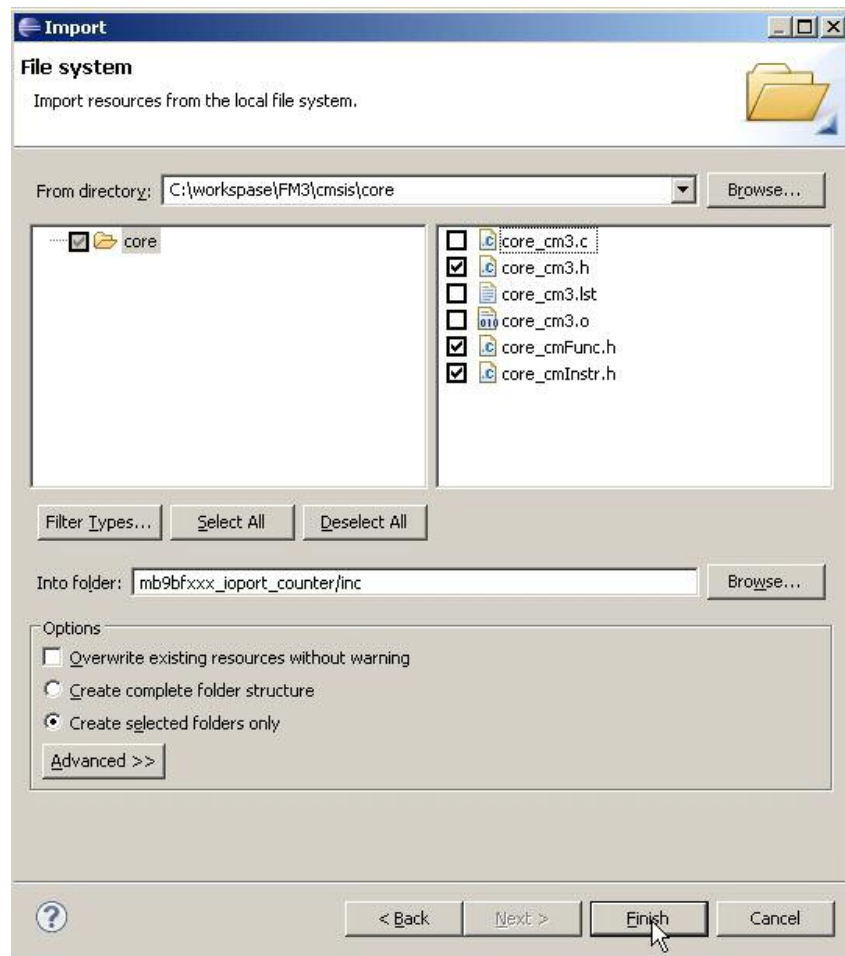 Import
File system
Import resources from the local file system.
From directory: C:\workspase\FM3\cmsis\core Browse...
core
core_cm3.c
core_cm3.h
core_cm3.lst
core_cm3.o
core_cmFunc.h
core_cmInstr.h
Filter Types... Select All Deselect All
Into folder: mb9bfxxx_ioport_counter/inc Browse...
Options
Overwrite existing resources without warning
Create complete folder structure
Create selected folders only
Advanced >>
< Back Next > Finish Cancel